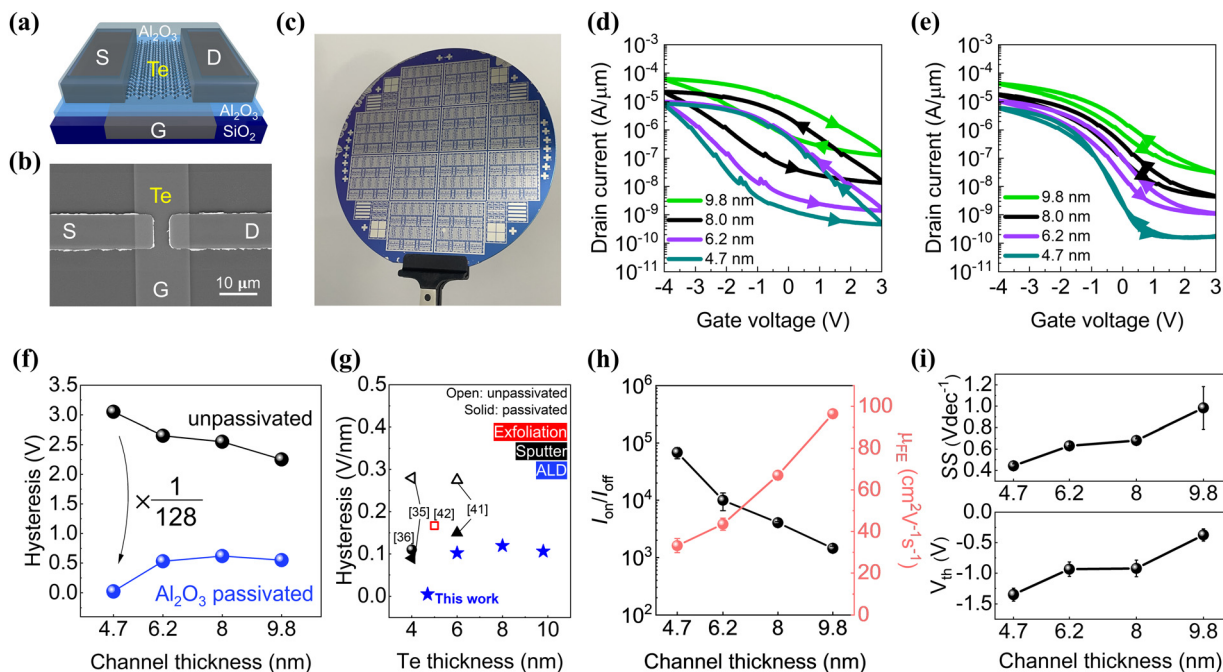 (a)
Al₂O₃
S
Te
D
Al₂O₃
G
SiO₂
(b)
Te
S
D
G
10 μm
(c)
(d)
Drain current (A/μm)
10⁻³
10⁻⁴
10⁻⁵
10⁻⁶
10⁻⁷
10⁻⁸
10⁻⁹
10⁻¹⁰
10⁻¹¹
9.8 nm
8.0 nm
6.2 nm
4.7 nm
-4 -3 -2 -1 0 1 2 3
Gate voltage (V)
(e)
Drain current (A/μm)
10⁻³
10⁻⁴
10⁻⁵
10⁻⁶
10⁻⁷
10⁻⁸
10⁻⁹
10⁻¹⁰
10⁻¹¹
9.8 nm
8.0 nm
6.2 nm
4.7 nm
-4 -3 -2 -1 0 1 2 3
Gate voltage (V)
(f)
Hysteresis (V)
3.5
3.0
2.5
2.0
1.5
1.0
0.5
0.0
unpassivated
×1/128
Al₂O₃ passivated
4.7 6.2 8 9.8
Channel thickness (nm)
(g)
Hysteresis (V/nm)
0.5
0.4
0.3
0.2
0.1
0.0
Open: unpassivated
Solid: passivated
Exfoliation
Sputter
ALD
[35]
[42]
[41]
[36]
This work
4 6 8 10
Te thickness (nm)
(h)
Ion/Ioff
10⁶
10⁵
10⁴
10³
10²
100
80
60
40
20
0
μFE (cm²V⁻¹s⁻¹)
4.7 6.2 8 9.8
Channel thickness (nm)
(i)
SS (Vdec⁻¹)
1.2
1.0
0.8
0.6
0.4
4.7 6.2 8 9.8
Vth (V)
0.0
-0.5
-1.0
-1.5
4.7 6.2 8 9.8
Channel thickness (nm)